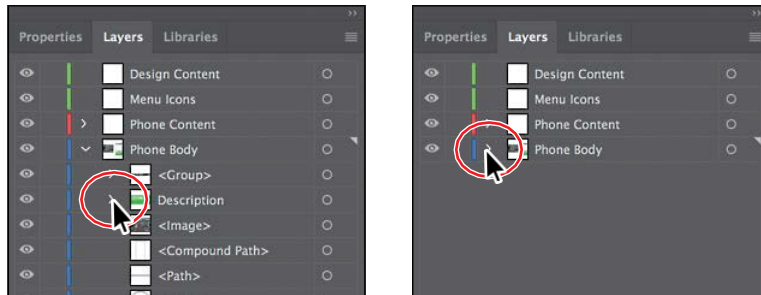 Properties Layers Libraries
Design Content
Menu Icons
Phone Content
Phone Body
<Group>
Description
<Image>
<Compound Path>
<Path>
Properties Layers Libraries
Design Content
Menu Icons
Phone Content
Phone Body